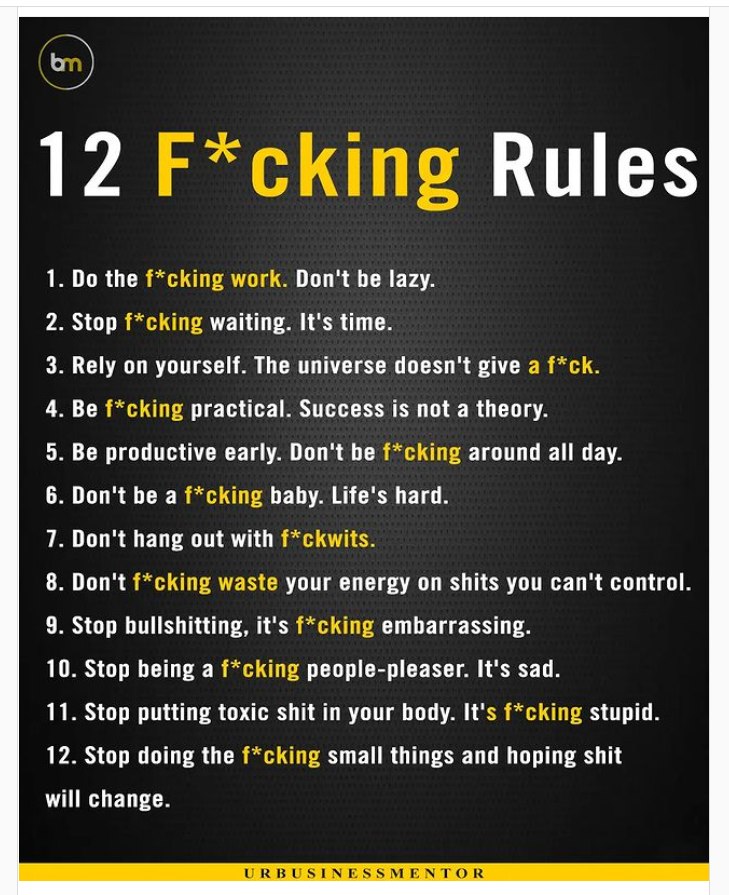 bm
12 F*cking Rules
1. Do the f*cking work. Don't be lazy.
2. Stop f*cking waiting. It's time.
3. Rely on yourself. The universe doesn't give a f*ck.
4. Be f*cking practical. Success is not a theory.
5. Be productive early. Don't be f*cking around all day.
6. Don't be a f*cking baby. Life's hard.
7. Don't hang out with f*ckwits.
8. Don't f*cking waste your energy on shits you can't control.
9. Stop bullshitting, it's f*cking embarrassing.
10. Stop being a f*cking people-pleaser. It's sad.
11. Stop putting toxic shit in your body. It's f*cking stupid.
12. Stop doing the f*cking small things and hoping shit
will change.
URBUSINESSMENTOR